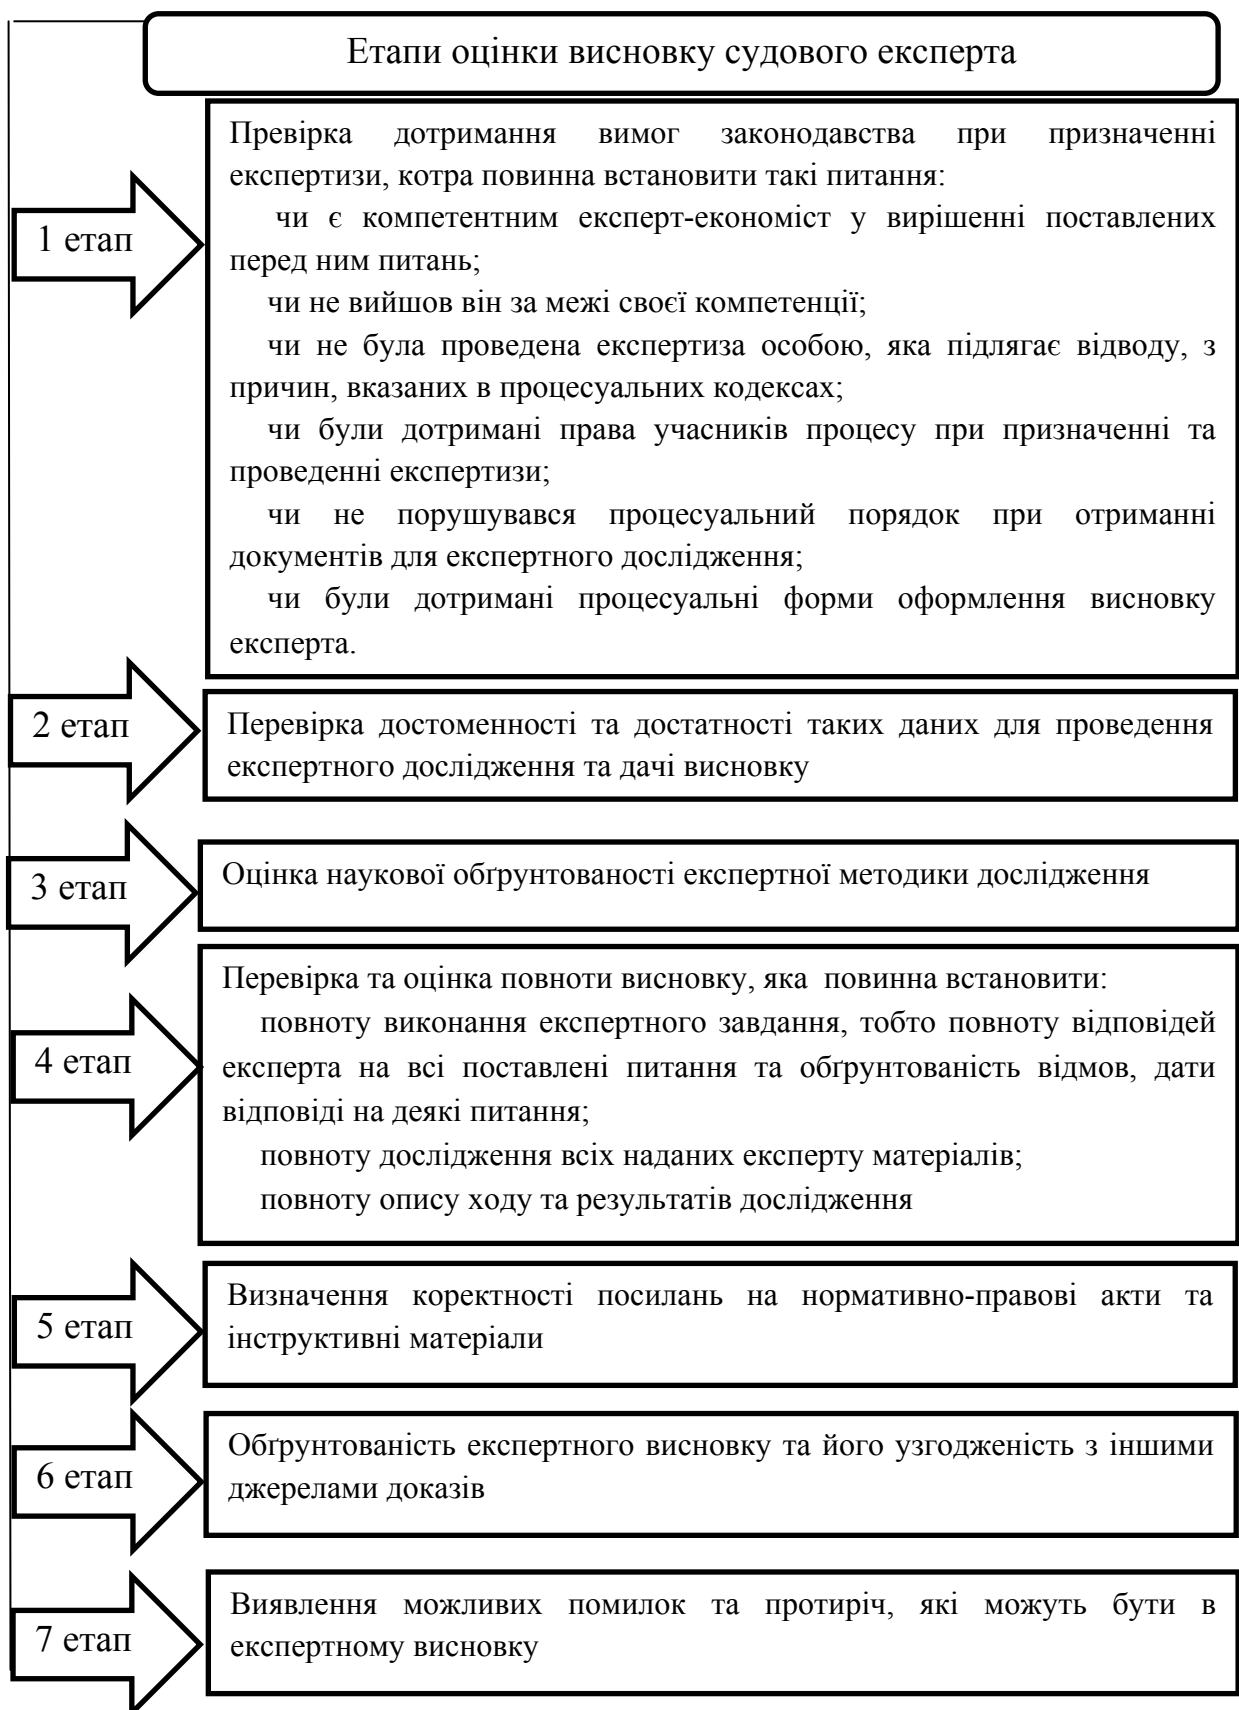 Етапи оцінки висновку судового експерта
1 етап
Превірка дотримання вимог законодавства при призначенні
експертизи, котра повинна встановити такі питання:
чи є компетентним експерт-економіст у вирішенні поставлених
перед ним питань;
чи не вийшов він за межі своєї компетенції;
чи не була проведена експертиза особою, яка підлягає відводу, з
причин, вказаних в процесуальних кодексах;
чи були дотримані права учасників процесу при призначенні та
проведенні експертизи;
чи не порушувався процесуальний порядок при отриманні
документів для експертного дослідження;
чи були дотримані процесуальні форми оформлення висновку
експерта.
2 етап
Перевірка достоменності та достатності таких даних для проведення
експертного дослідження та дачі висновку
3 етап
Оцінка наукової обґрунтованості експертної методики дослідження
4 етап
Перевірка та оцінка повноти висновку, яка повинна встановити:
повноту виконання експертного завдання, тобто повноту відповідей
експерта на всі поставлені питання та обґрунтованість відмов, дати
відповіді на деякі питання;
повноту дослідження всіх наданих експерту матеріалів;
повноту опису ходу та результатів дослідження
5 етап
Визначення коректності посилань на нормативно-правові акти та
інструктивні матеріали
6 етап
Обґрунтованість експертного висновку та його узгодженість з іншими
джерелами доказів
7 етап
Виявлення можливих помилок та протиріч, які можуть бути в
експертному висновку